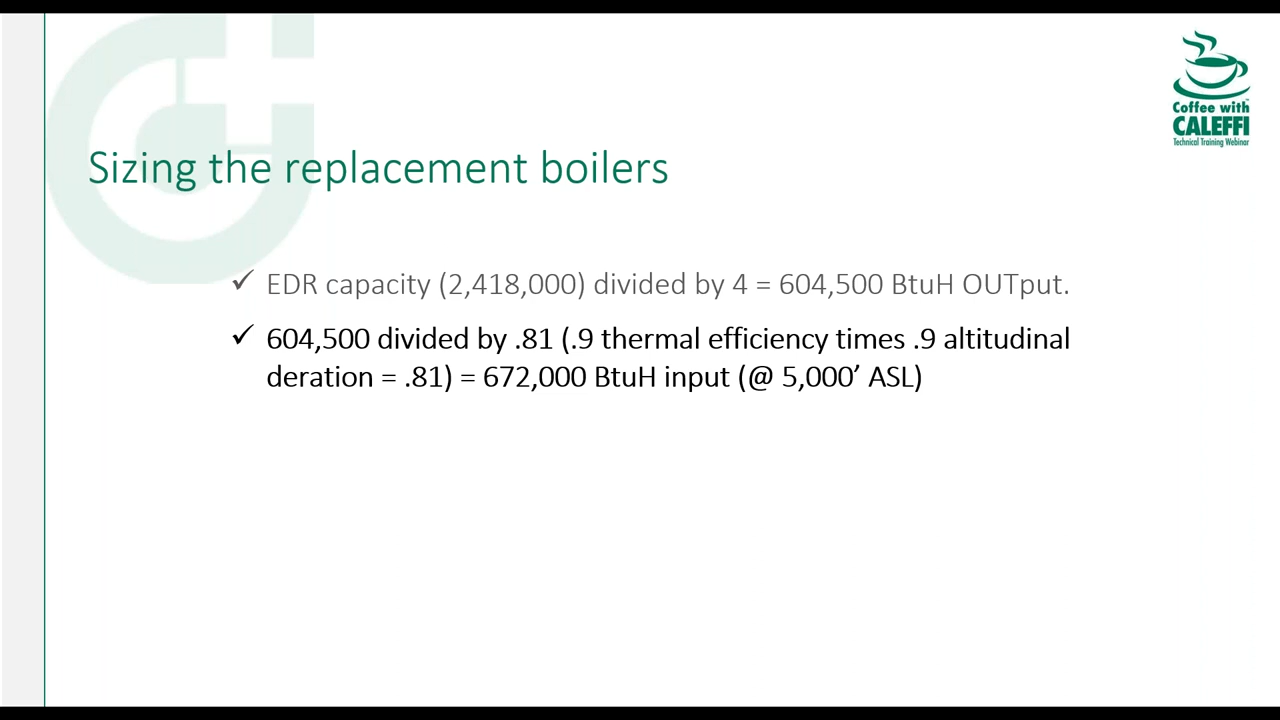 Coffee with
CALEFFI
Technical Training Webinar
Sizing the replacement boilers
✓ EDR capacity (2,418,000) divided by 4 = 604,500 BtuH OUTput.
✓ 604,500 divided by .81 (.9 thermal efficiency times .9 altitudinal
deration = .81) = 672,000 BtuH input (@ 5,000’ ASL)